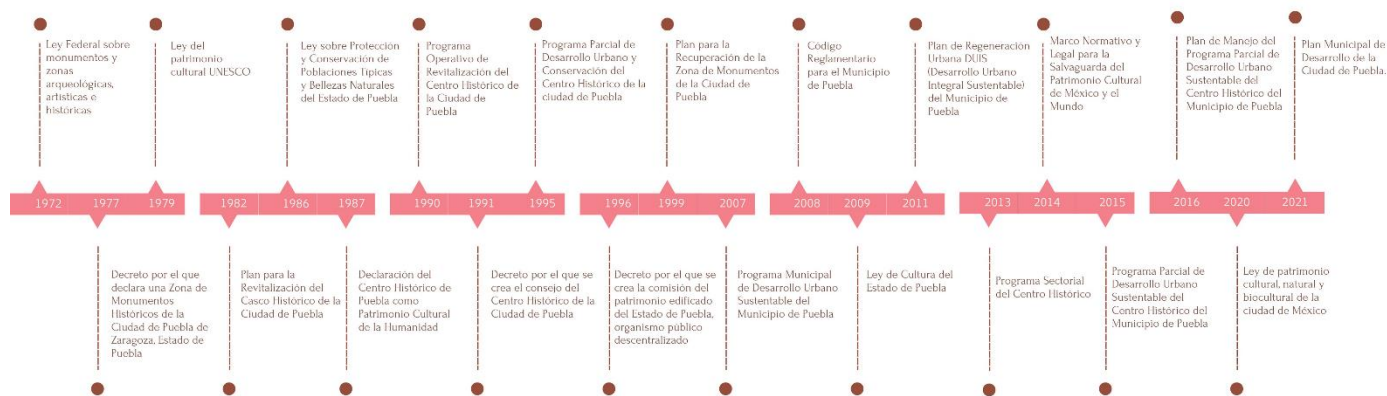 Ley Federal sobre
monumentos y
zonas
arqueológicas,
artísticas e
históricas
Ley del
patrimonio
cultural UNESCO
Ley sobre Protección
y Conservación de
Poblaciones Típicas
y Bellezas Naturales
del Estado de Puebla
Programa
Operativo de
Revitalización del
Centro Histórico de
la Ciudad de
Puebla
Programa Parcial de
Desarrollo Urbano y
Conservación del
Centro Histórico de la
ciudad de Puebla
Plan para la
Recuperación de la
Zona de Monumentos
de la Ciudad de
Puebla
Código
Reglamentario
para el Municipio
de Puebla
Plan de Regeneración
Urbana DUIS
(Desarrollo Urbano
Integral Sustentable)
del Municipio de
Puebla
Marco Normativo y
Legal para la
Salvaguarda del
Patrimonio Cultural
de México y el
Mundo
Plan de Manejo del
Programa Parcial de
Desarrollo Urbano
Sustentable del
Centro Histórico del
Municipio de Puebla
Plan Municipal de
Desarrollo de la
Ciudad de Puebla.
1972 1977 1979 1982 1986 1987 1990 1991 1995 1996 1999 2007 2008 2009 2011 2013 2014 2015 2016 2020 2021
Decreto por el que
declara una Zona de
Monumentos
Históricos de la
Ciudad de Puebla de
Zaragoza, Estado de
Puebla
Plan para la
Revitalización del
Casco Histórico de la
Ciudad de Puebla
Declaración del
Centro Histórico de
Puebla como
Patrimonio Cultural
de la Humanidad
Decreto por el que se
crea el consejo del
Centro Histórico de la
Ciudad de Puebla
Decreto por el que se
crea la comisión del
patrimonio edificado
del Estado de Puebla,
organismo público
descentralizado
Programa Municipal
de Desarrollo Urbano
Sustentable del
Municipio de Puebla
Ley de Cultura del
Estado de Puebla
Programa Sectorial
del Centro Histórico
Programa Parcial de
Desarrollo Urbano
Sustentable del
Centro Histórico del
Municipio de Puebla
Ley de patrimonio
cultural, natural y
biocultural de la
ciudad de México